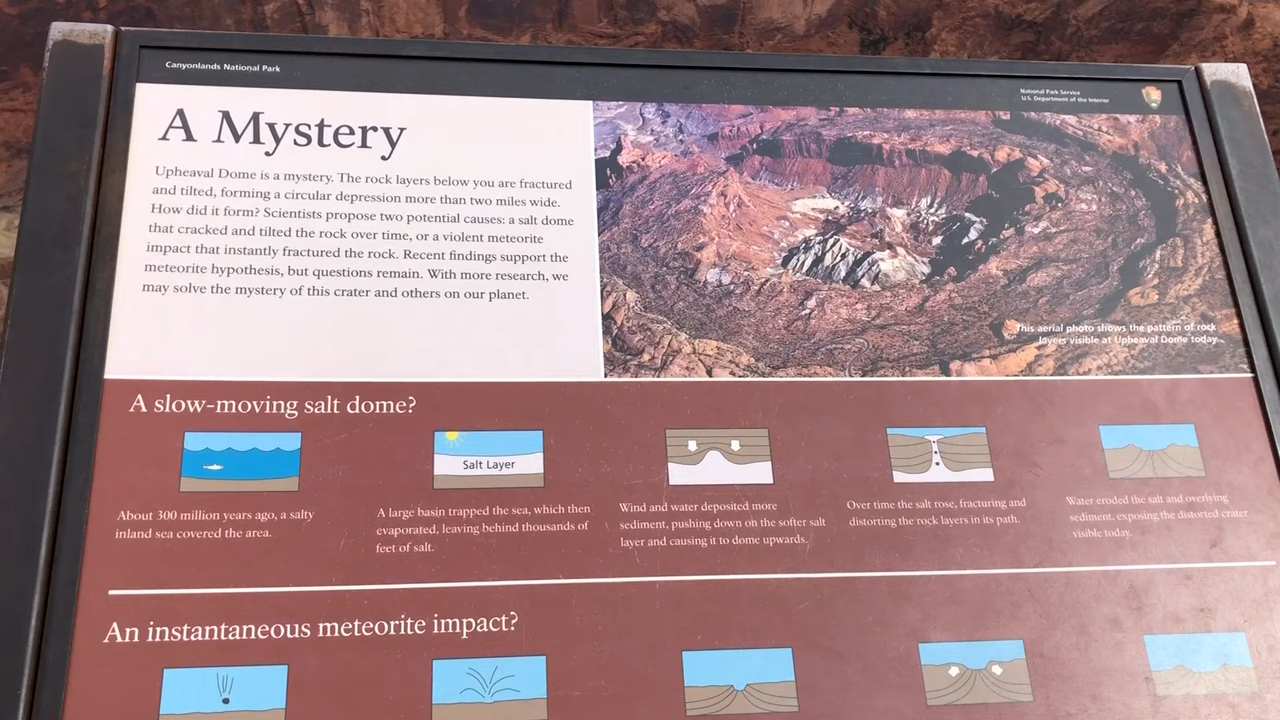 Canyonlands National Park
National Park Service
U.S. Department of the Interior
A Mystery
Upheaval Dome is a mystery. The rock layers below you are fractured
and tilted, forming a circular depression more than two miles wide.
How did it form? Scientists propose two potential causes: a salt dome
that cracked and tilted the rock over time, or a violent meteorite
impact that instantly fractured the rock. Recent findings support the
meteorite hypothesis, but questions remain. With more research, we
may solve the mystery of this crater and others on our planet.
This aerial photo shows the pattern of rock
layers visible at Upheaval Dome today.
A slow-moving salt dome?
Salt Layer
About 300 million years ago, a salty
inland sea covered the area.
A large basin trapped the sea, which then
evaporated, leaving behind thousands of
feet of salt.
Wind and water deposited more
sediment, pushing down on the softer salt
layer and causing it to dome upwards.
Over time the salt rose, fracturing and
distorting the rock layers in its path.
Water eroded the salt and overlying
sediment, exposing the distorted crater
visible today.
An instantaneous meteorite impact?